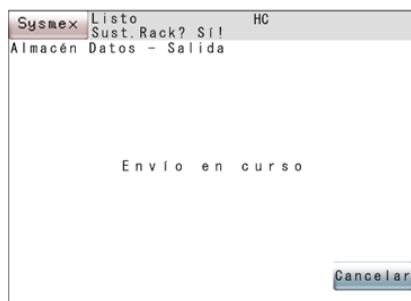 Sysmex Listo HC
Sust.Rack? Sí!
Almacén Datos - Salida
Envío en curso
Cancelar